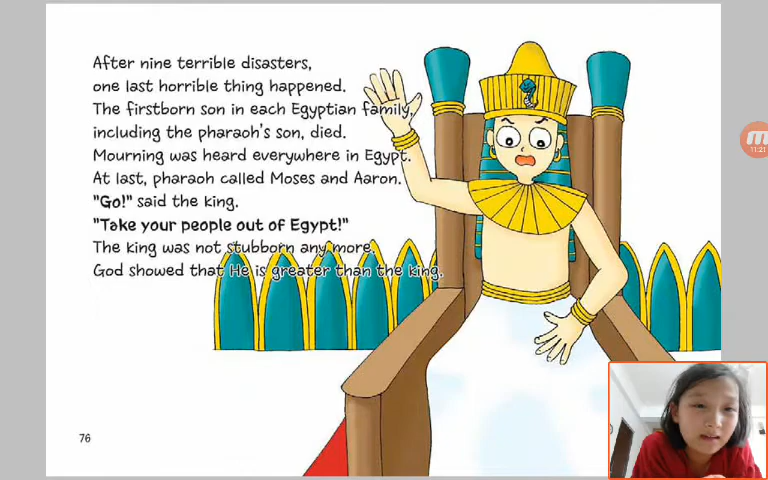 After nine terrible disasters,
one last horrible thing happened.
The firstborn son in each Egyptian family,
including the pharaoh's son, died.
Mourning was heard everywhere in Egypt.
At last, pharaoh called Moses and Aaron.
"Go!" said the king.
"Take your people out of Egypt!"
The king was not stubborn any more.
God showed that He is greater than the king.
76
11:21